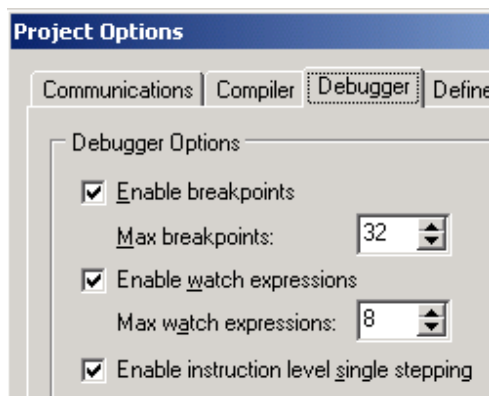 Project Options
Communications Compiler Debugger Define
Debugger Options
Enable breakpoints
Max breakpoints: 32
Enable watch expressions
Max watch expressions: 8
Enable instruction level single stepping